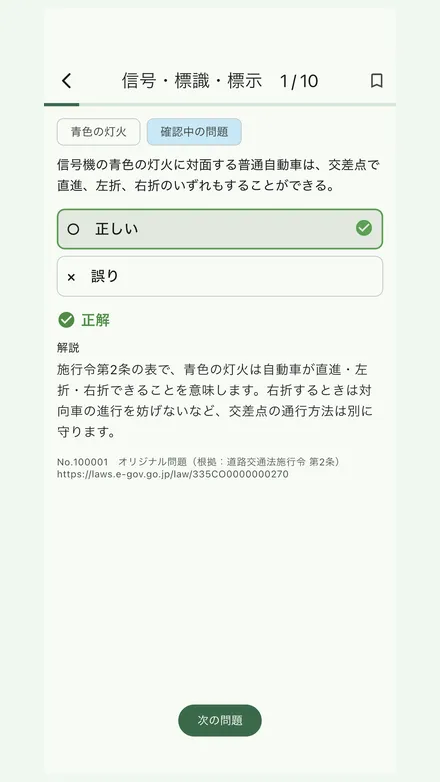 信号・標識・標示 1/10
青色の灯火 確認中の問題
信号機の青色の灯火に対面する普通自動車は、交差点で
直進、左折、右折のいずれもすることができる。
○ 正しい
× 誤り
正解
解説
施行令第2条の表で、青色の灯火は自動車が直進・左
折・右折できることを意味します。右折するときは対
向車の進行を妨げないなど、交差点の通行方法は別に
守ります。
No.100001 オリジナル問題（根拠：道路交通法施行令 第2条）
https://laws.e-gov.go.jp/law/335CO0000000270
次の問題